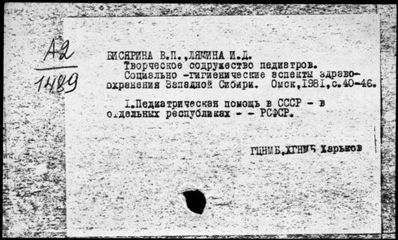 А2
1489
БИСЯРИНА В.П., ЛЯЧИНА И.Д.
Творческое содружество педиатров.
Социально -гигиенические аспекты здраво-
охранения Западной Сибири. Омск,1981,с.40-46.
1.Педиатрическая помощь в СССР - в
отдельных республиках - - РСФСР.
ГЦНМБ,ХГНМБ Харьков